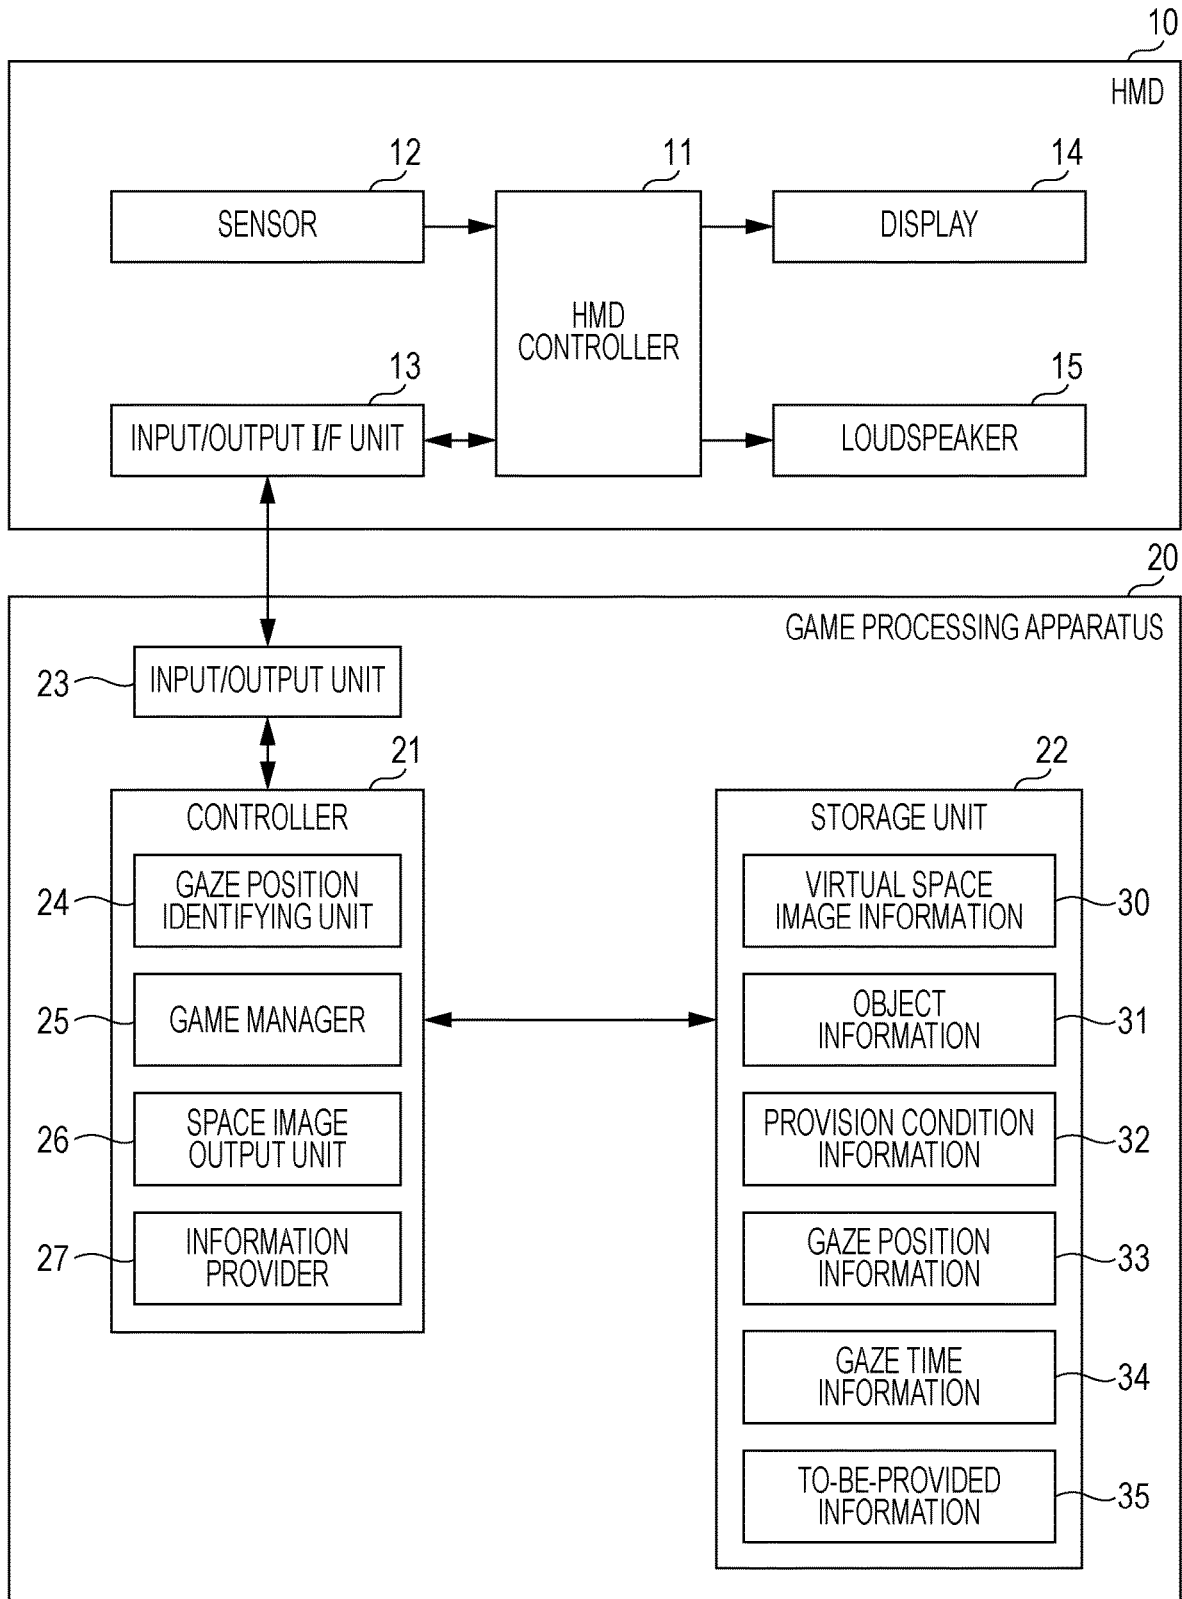 10
HMD
12
11
14
SENSOR
DISPLAY
HMD
CONTROLLER
13
15
INPUT/OUTPUT I/F UNIT
LOUDSPEAKER
20
GAME PROCESSING APPARATUS
23
INPUT/OUTPUT UNIT
21
22
CONTROLLER
STORAGE UNIT
24
GAZE POSITION
IDENTIFYING UNIT
VIRTUAL SPACE
IMAGE INFORMATION
30
25
GAME MANAGER
OBJECT
INFORMATION
31
26
SPACE IMAGE
OUTPUT UNIT
PROVISION CONDITION
INFORMATION
32
27
INFORMATION
PROVIDER
GAZE POSITION
INFORMATION
33
GAZE TIME
INFORMATION
34
TO-BE-PROVIDED
INFORMATION
35